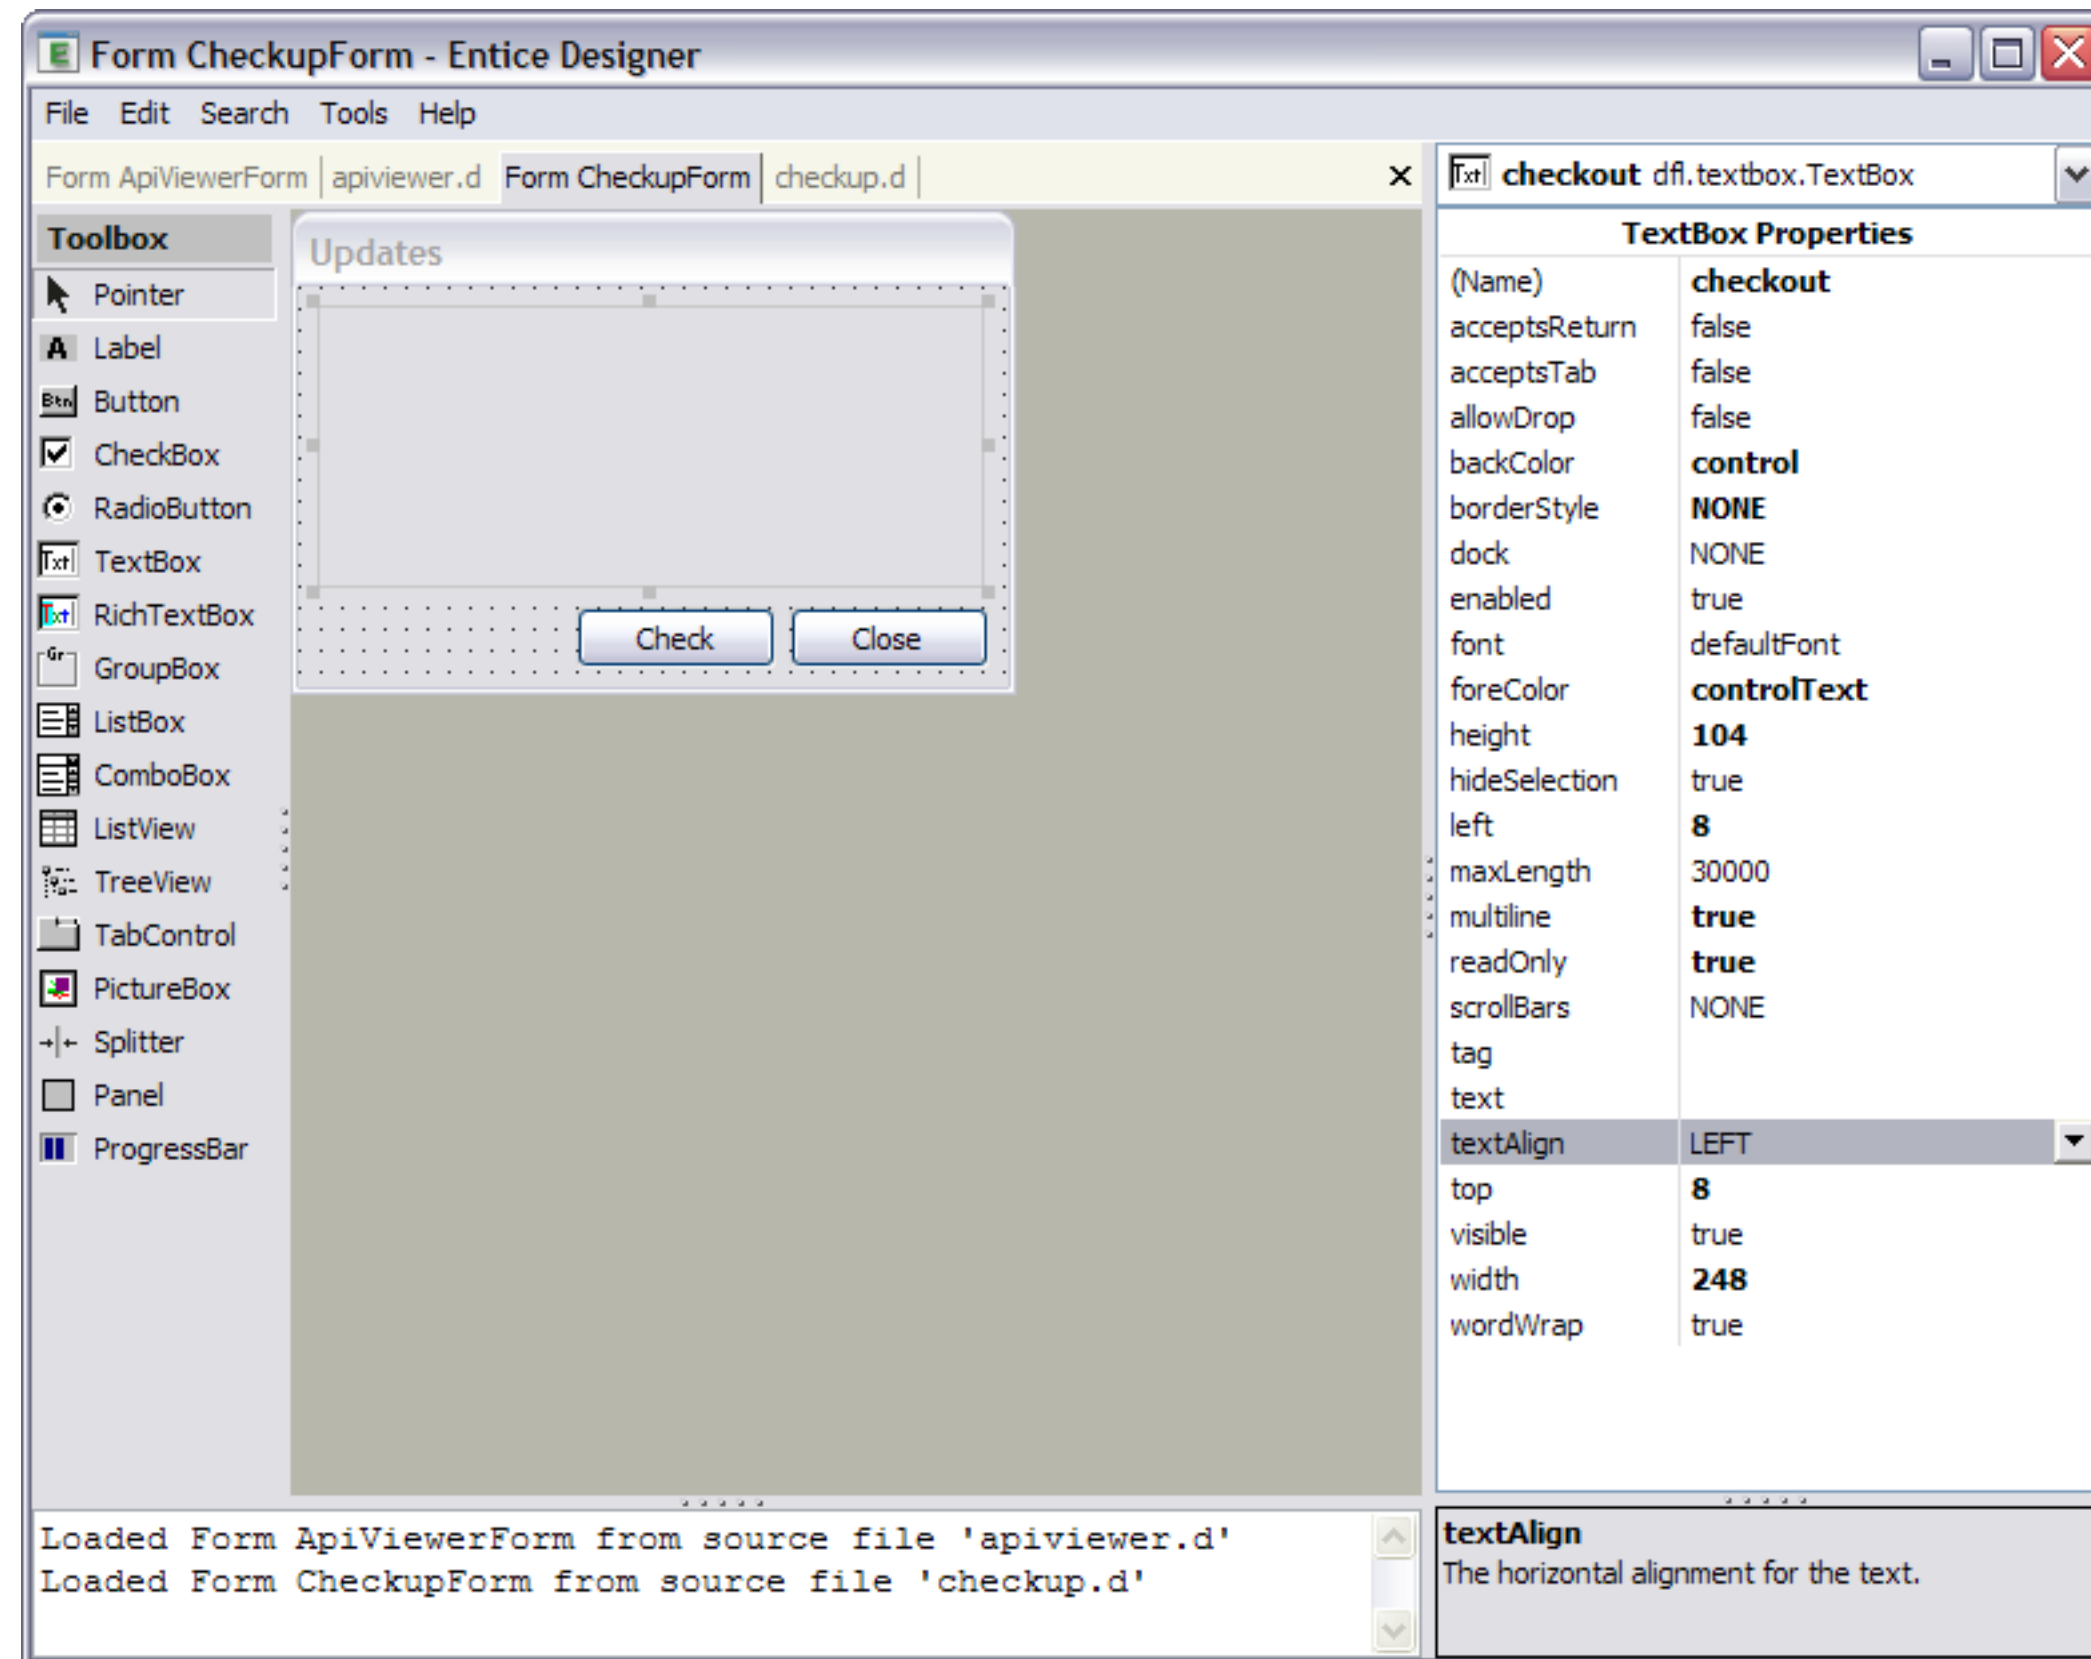 Form CheckupForm - Entice Designer
File Edit Search Tools Help
Form ApiViewerForm apiviewer.d Form CheckupForm checkup.d
Toolbox
Pointer
A Label
Btn Button
CheckBox
RadioButton
Txt TextBox
Txt RichTextBox
Gr GroupBox
ListBox
ComboBox
ListView
TreeView
TabControl
PictureBox
Splitter
Panel
ProgressBar
Updates
Check Close
Txt checkout dfl.textbox.TextBox
TextBox Properties
(Name) checkout
acceptsReturn false
acceptsTab false
allowDrop false
backColor control
borderStyle NONE
dock NONE
enabled true
font defaultFont
foreColor controlText
height 104
hideSelection true
left 8
maxLength 30000
multiline true
readOnly true
scrollBars NONE
tag
text
textAlign LEFT
top 8
visible true
width 248
wordWrap true
Loaded Form ApiViewerForm from source file 'apiviewer.d'
Loaded Form CheckupForm from source file 'checkup.d'
textAlign
The horizontal alignment for the text.